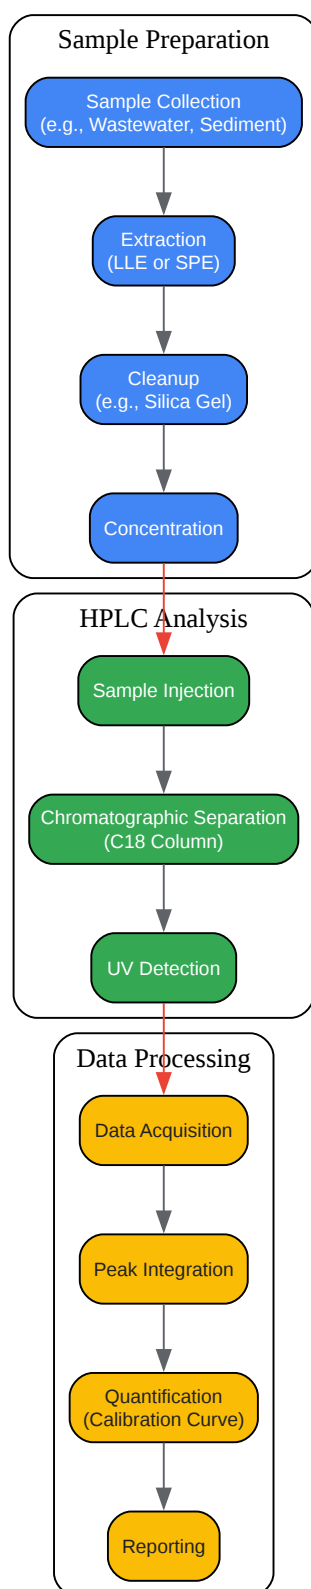 Sample Preparation
Sample Collection
(e.g., Wastewater, Sediment)
Extraction
(LLE or SPE)
Cleanup
(e.g., Silica Gel)
Concentration
HPLC Analysis
Sample Injection
Chromatographic Separation
(C18 Column)
UV Detection
Data Processing
Data Acquisition
Peak Integration
Quantification
(Calibration Curve)
Reporting